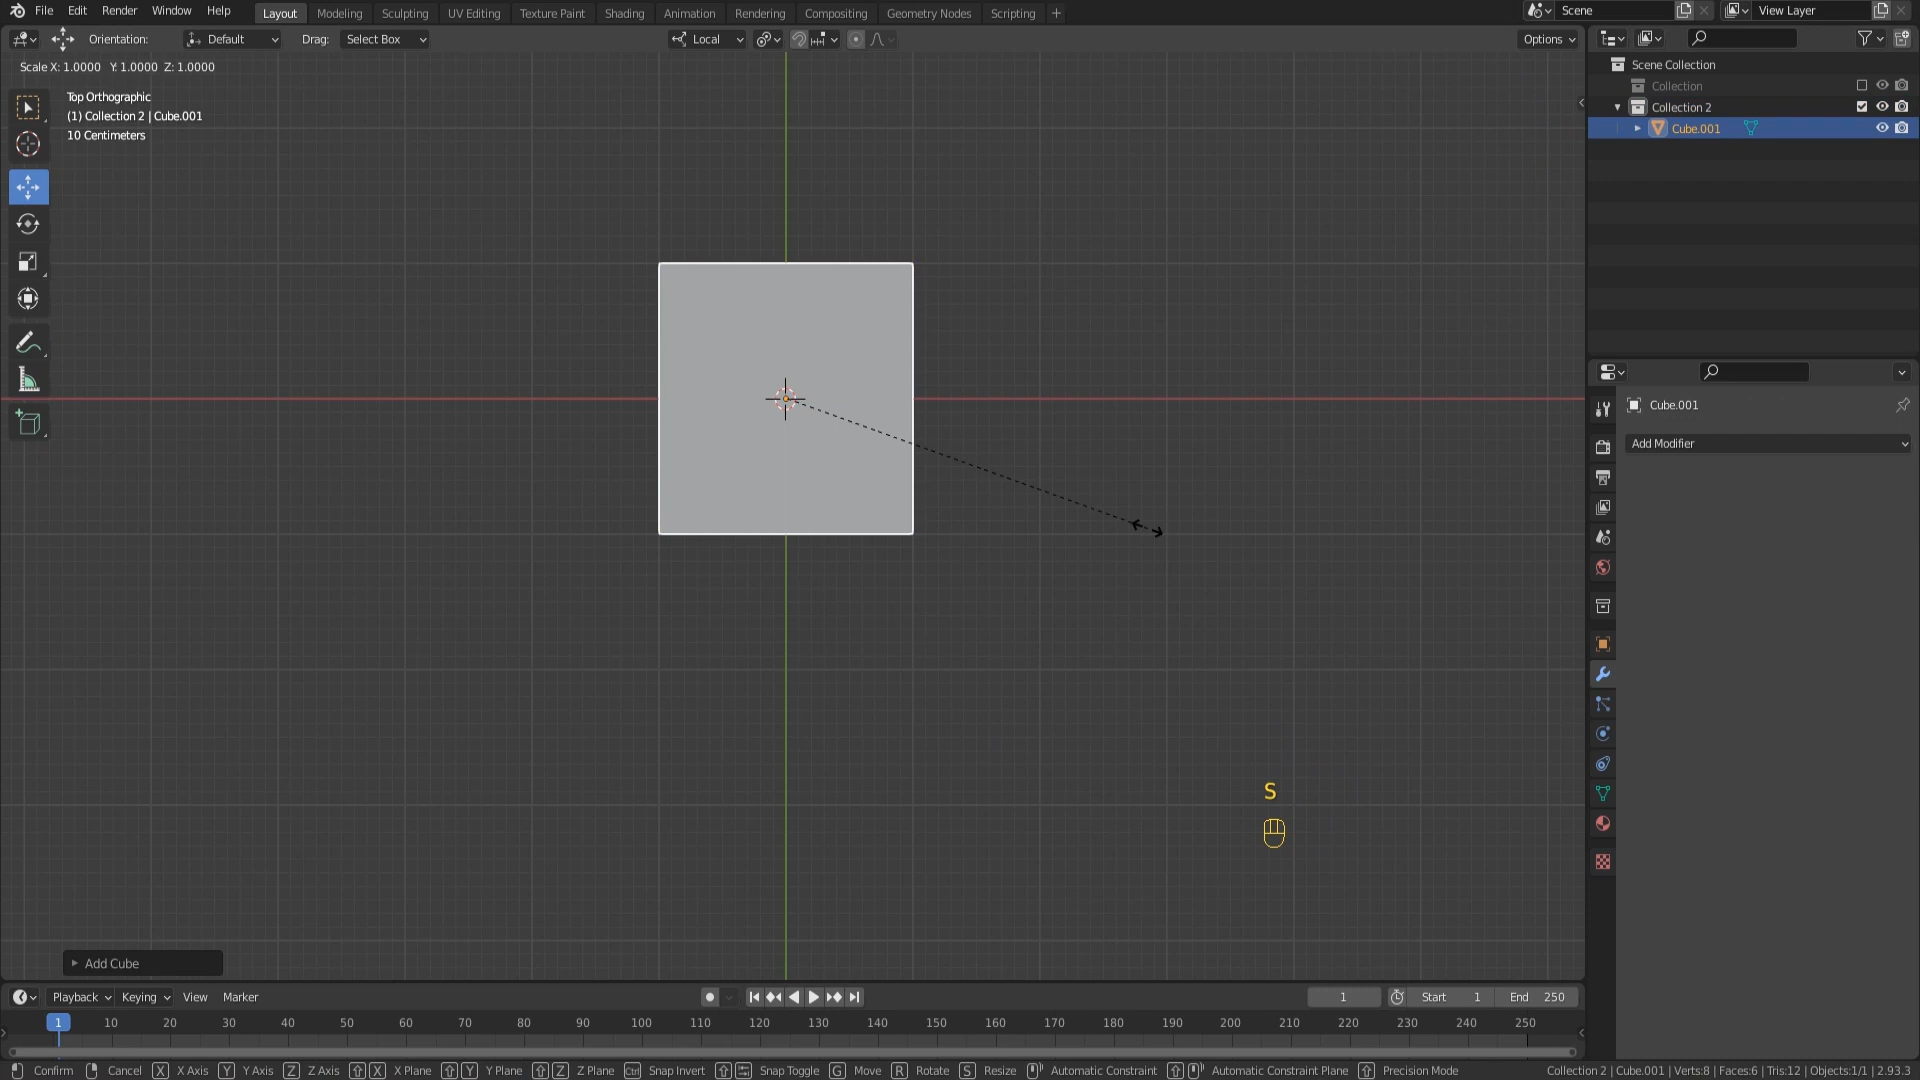 File Edit Render Window Help Layout Modeling Sculpting UV Editing Texture Paint Shading Animation Rendering Compositing Geometry Nodes Scripting + Scene View Layer
Orientation: Default Drag: Select Box Local Options
Scale X: 1.0000 Y: 1.0000 Z: 1.0000
Top Orthographic
(1) Collection 2 | Cube.001
10 Centimeters
Scene Collection
Collection
Collection 2
Cube.001
Cube.001
Add Modifier
S
Add Cube
Playback Keying View Marker 1 Start 1 End 250
1 10 20 30 40 50 60 70 80 90 100 110 120 130 140 150 160 170 180 190 200 210 220 230 240 250
Confirm Cancel X X Axis Y Y Axis Z Z Axis X X Plane Y Y Plane Z Z Plane Ctrl Snap Invert Snap Toggle G Move R Rotate S Resize Automatic Constraint Automatic Constraint Plane Precision Mode Collection 2 | Cube.001 | Verts:8 | Faces:6 | Tris:12 | Objects:1/1 | 2.93.3